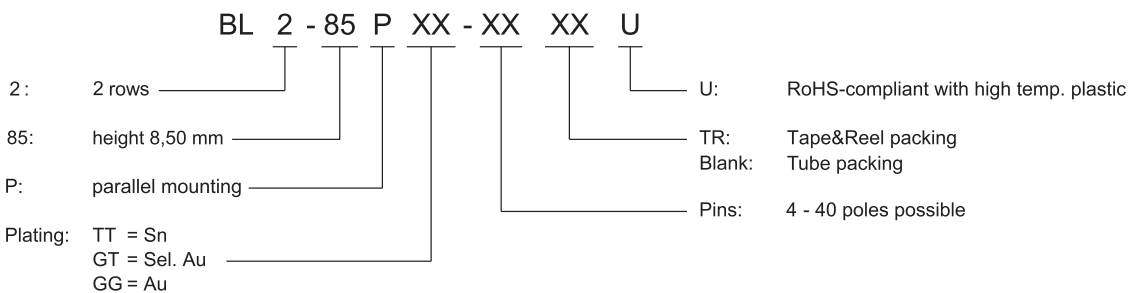 BL 2 - 85 P XX - XX XX U
2: 2 rows
85: height 8,50 mm
P: parallel mounting
Plating: TT = Sn
GT = Sel. Au
GG = Au
U: RoHS-compliant with high temp. plastic
TR: Tape&Reel packing
Blank: Tube packing
Pins: 4 - 40 poles possible